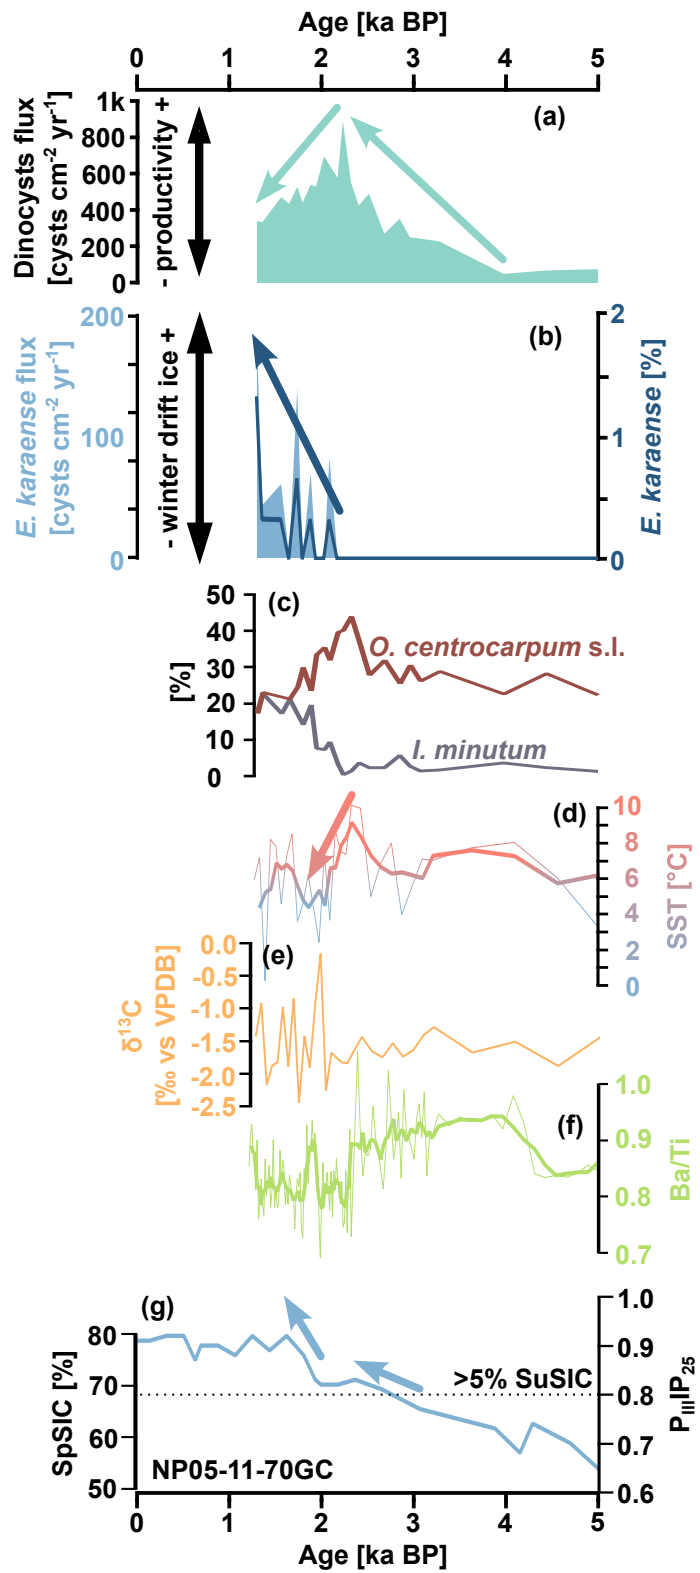 Age [ka BP]
0 1 2 3 4 5
(a)
Dinocysts flux
[cysts cm⁻² yr⁻¹]
1k
800
600
400
200
0
- productivity +
(b)
E. karaense flux
[cysts cm⁻² yr⁻¹]
200
100
0
- winter drift ice +
2
1
0
E. karaense [%]
(c)
[%]
50
40
30
20
10
0
O. centrocarpum s.l.
I. minutum
(d)
10
8
6
4
2
0
SST [°C]
(e)
δ¹³C
[‰ vs VPDB]
0.0
-0.5
-1.0
-1.5
-2.0
-2.5
(f)
1.0
0.9
0.8
0.7
Ba/Ti
(g)
SpSIC [%]
80
70
60
50
>5% SuSIC
1.0
0.9
0.8
0.7
0.6
P_IIIIP₂₅
NP05-11-70GC
0 1 2 3 4 5
Age [ka BP]